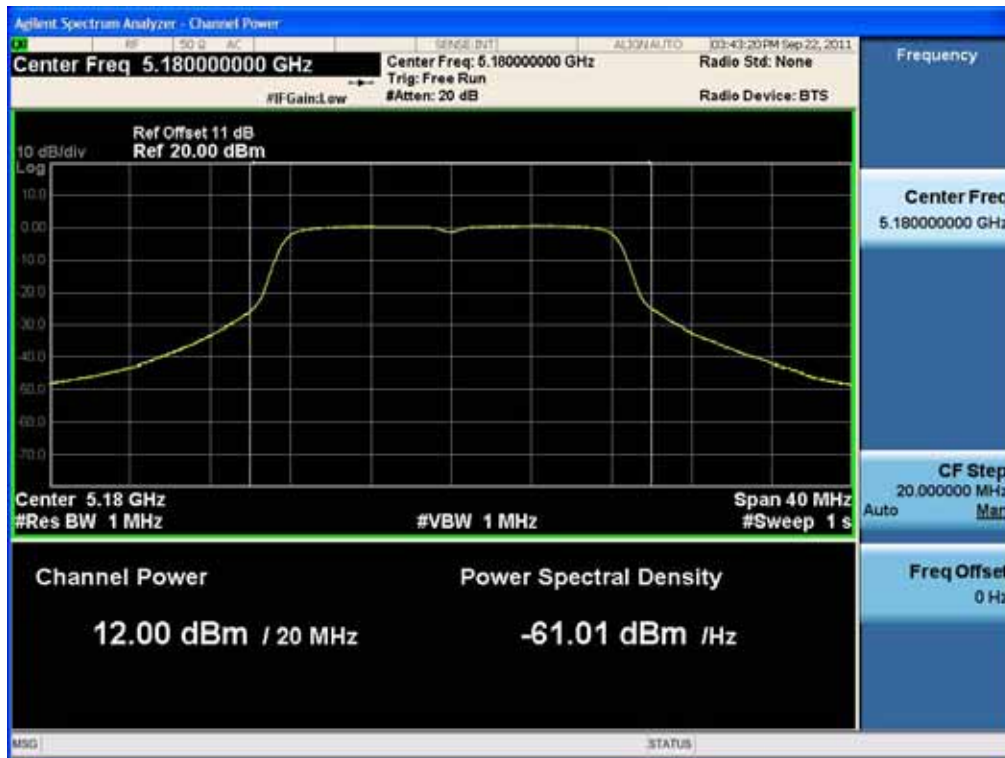 Agilent Spectrum Analyzer - Channel Power
RF 50 Ω AC SENSE:INT ALIGN AUTO 03:43:20 PM Sep 22, 2011
Center Freq 5.180000000 GHz
Center Freq: 5.180000000 GHz
Radio Std: None
Trig: Free Run
#IFGain:Low
#Atten: 20 dB
Radio Device: BTS
Ref Offset 11 dB
10 dB/div
Ref 20.00 dBm
Log
10.0
0.00
-10.0
-20.0
-30.0
-40.0
-50.0
-60.0
-70.0
Center 5.18 GHz
Span 40 MHz
#Res BW 1 MHz
#VBW 1 MHz
#Sweep 1 s
Channel Power
Power Spectral Density
12.00 dBm / 20 MHz
-61.01 dBm /Hz
MSG
STATUS
Frequency
Center Freq
5.180000000 GHz
CF Step
20.000000 MHz
Auto Man
Freq Offset
0 Hz